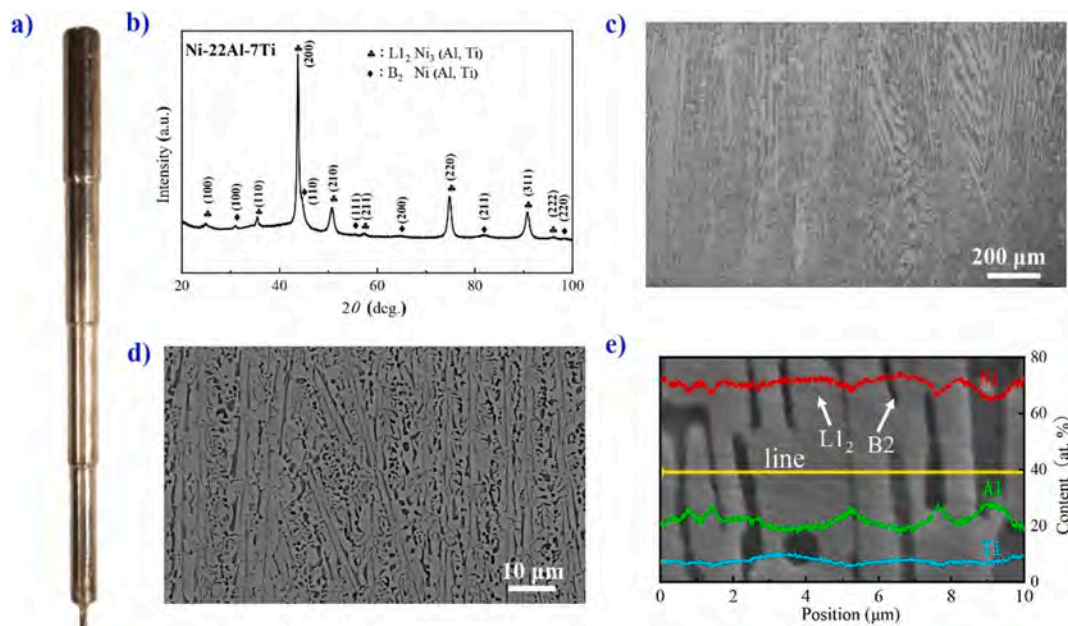 a)
b)
Ni-22Al-7Ti
♣ : L1₂ Ni₃ (Al, Ti)
♦ : B₂ Ni (Al, Ti)
Intensity (a.u.)
(100)
(100)
(110)
(200)
(110)
(210)
(111)
(211)
(200)
(220)
(211)
(311)
(222)
(220)
20 40 60 80 100
2θ (deg.)
c)
200 μm
d)
10 μm
e)
Ni
L1₂
B2
line
Al
Ti
80
60
40
20
0
Content (at. %)
0 2 4 6 8 10
Position (μm)